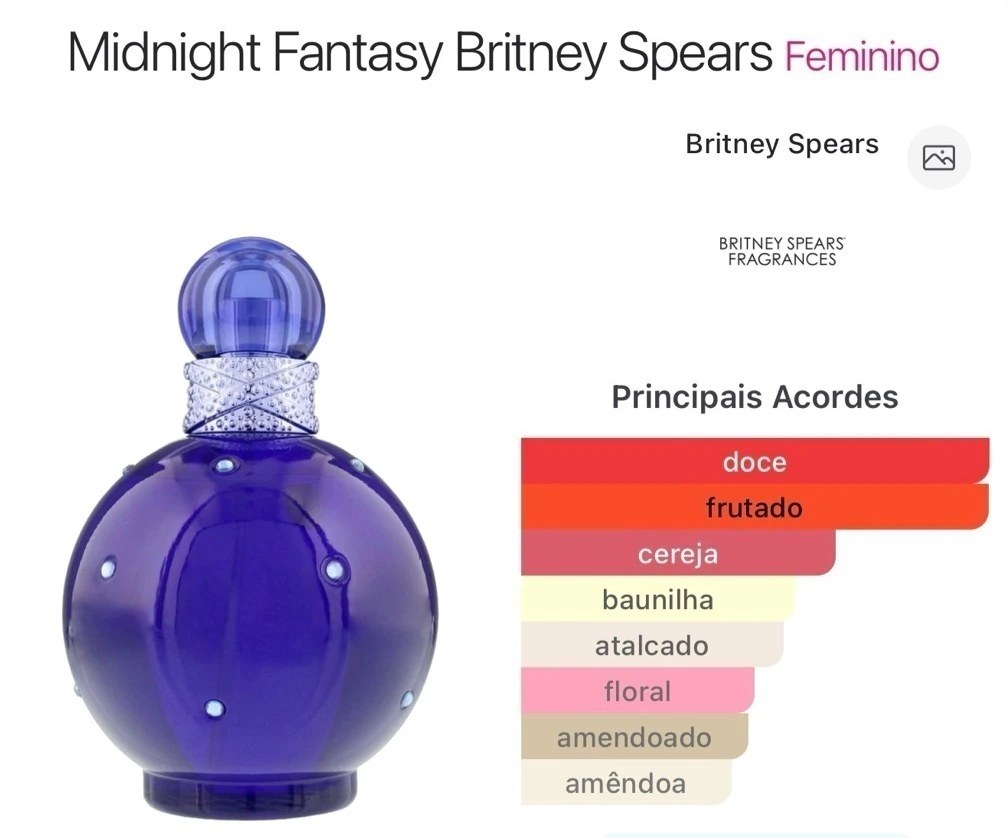 Midnight Fantasy Britney Spears Feminino
Britney Spears
BRITNEY SPEARS
FRAGRANCES
Principais Acordes
doce
frutado
cereja
baunilha
atalcado
floral
amendoado
amêndoa